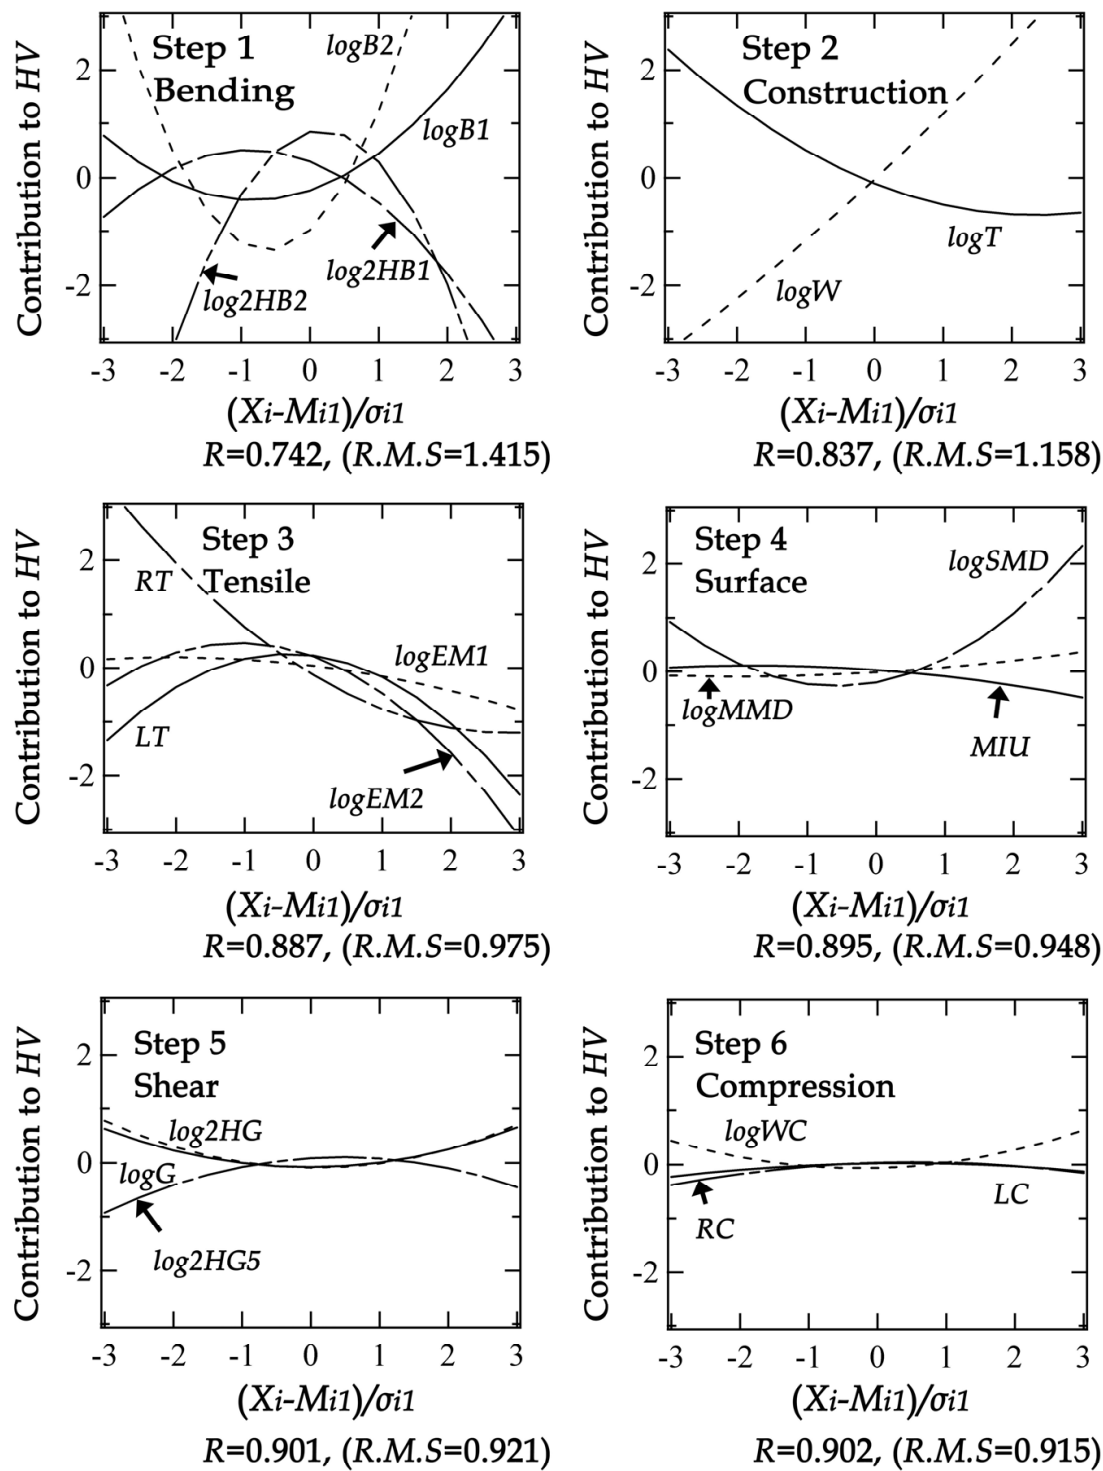 Contribution to HV
Step 1
Bending
logB2
logB1
log2HB1
log2HB2
2
0
-2
-3 -2 -1 0 1 2 3
(Xi-Mi1)/σi1
R=0.742, (R.M.S=1.415)
Contribution to HV
Step 2
Construction
logT
logW
2
0
-2
-3 -2 -1 0 1 2 3
(Xi-Mi1)/σi1
R=0.837, (R.M.S=1.158)
Contribution to HV
Step 3
Tensile
RT
logEM1
LT
logEM2
2
0
-2
-3 -2 -1 0 1 2 3
(Xi-Mi1)/σi1
R=0.887, (R.M.S=0.975)
Contribution to HV
Step 4
Surface
logSMD
logMMD
MIU
2
0
-2
-3 -2 -1 0 1 2 3
(Xi-Mi1)/σi1
R=0.895, (R.M.S=0.948)
Contribution to HV
Step 5
Shear
log2HG
logG
log2HG5
2
0
-2
-3 -2 -1 0 1 2 3
(Xi-Mi1)/σi1
R=0.901, (R.M.S=0.921)
Contribution to HV
Step 6
Compression
logWC
LC
RC
2
0
-2
-3 -2 -1 0 1 2 3
(Xi-Mi1)/σi1
R=0.902, (R.M.S=0.915)